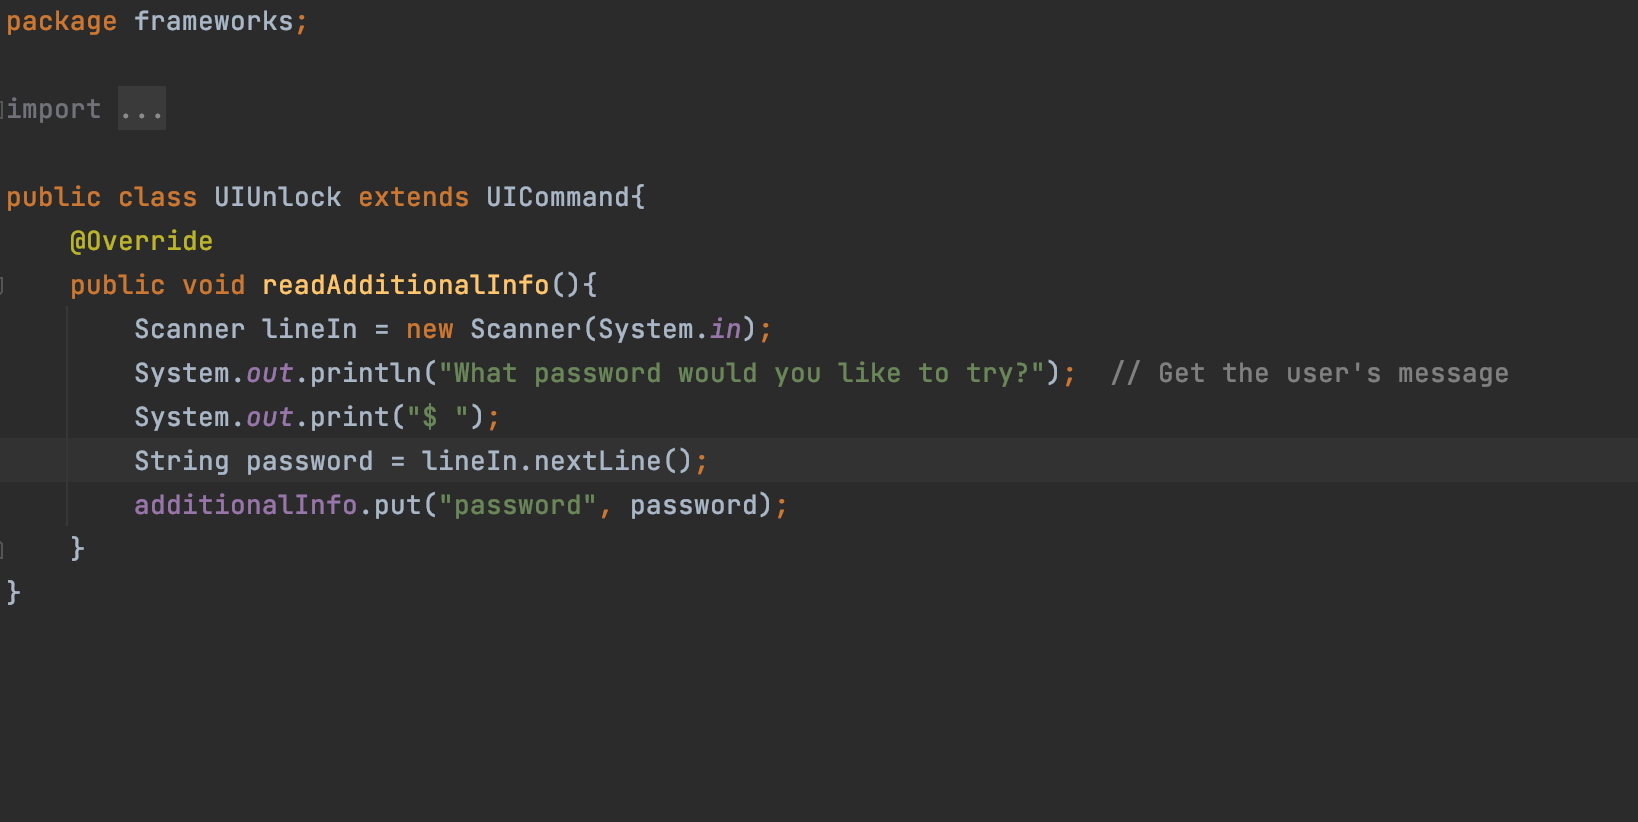 package frameworks;
import ...
public class UIUnlock extends UICommand{
@Override
public void readAdditionalInfo(){
Scanner lineIn = new Scanner(System.in);
System.out.println("What password would you like to try?");  // Get the user's message
System.out.print("$ ");
String password = lineIn.nextLine();
additionalInfo.put("password", password);
}
}